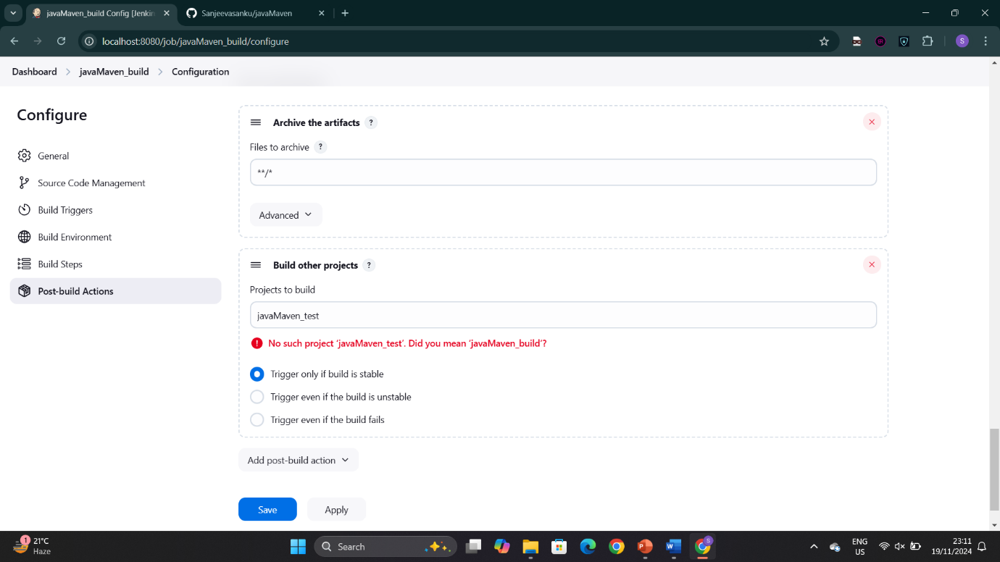 javaMaven_build Config [Jenkin
Sanjeevasanku/javaMaven
localhost:8080/job/javaMaven_build/configure
S
Dashboard
javaMaven_build
Configuration
Configure
General
Source Code Management
Build Triggers
Build Environment
Build Steps
Post-build Actions
Archive the artifacts ?
Files to archive ?
**/*
Advanced
Build other projects ?
Projects to build
javaMaven_test
! No such project ‘javaMaven_test’. Did you mean ‘javaMaven_build’?
Trigger only if build is stable
Trigger even if the build is unstable
Trigger even if the build fails
Add post-build action
Save
Apply
1
21°C
Haze
Search
P
W
S
ENG
US
23:11
19/11/2024